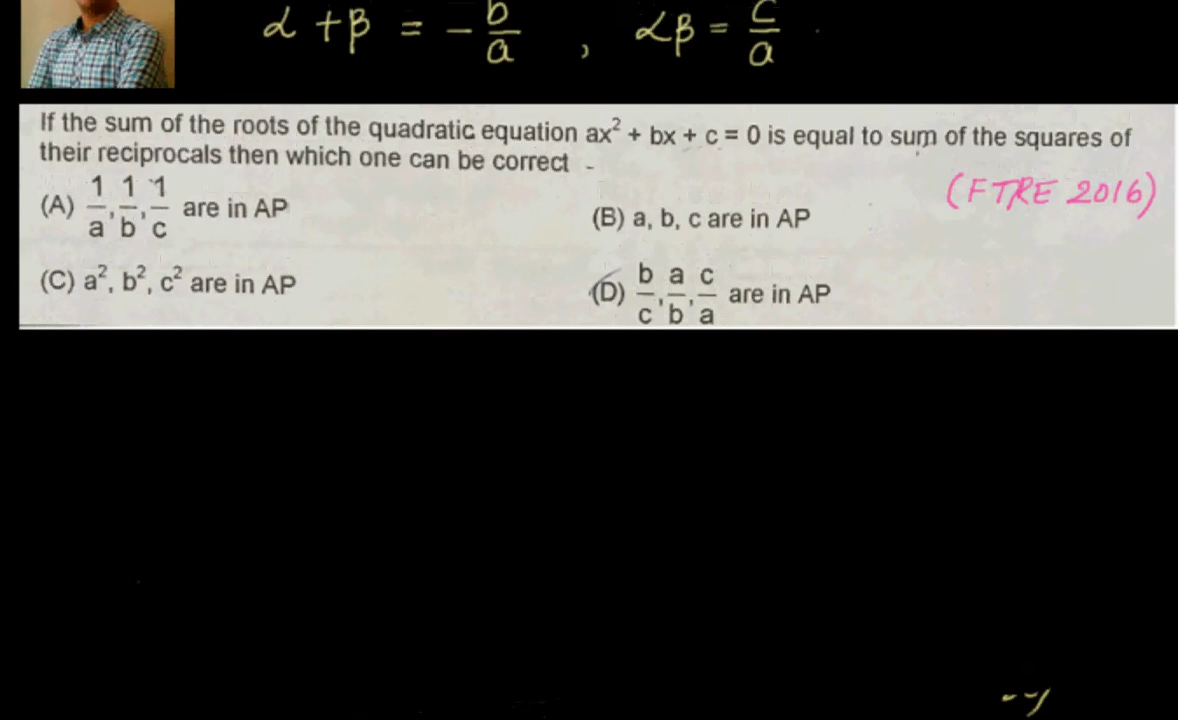 α + β = - b/a , αβ = c/a
If the sum of the roots of the quadratic equation ax² + bx + c = 0 is equal to sum of the squares of
their reciprocals then which one can be correct -
(FTRE 2016)
(A) 1/a, 1/b, 1/c are in AP
(B) a, b, c are in AP
(C) a², b², c² are in AP
(D) b/c, a/b, c/a are in AP